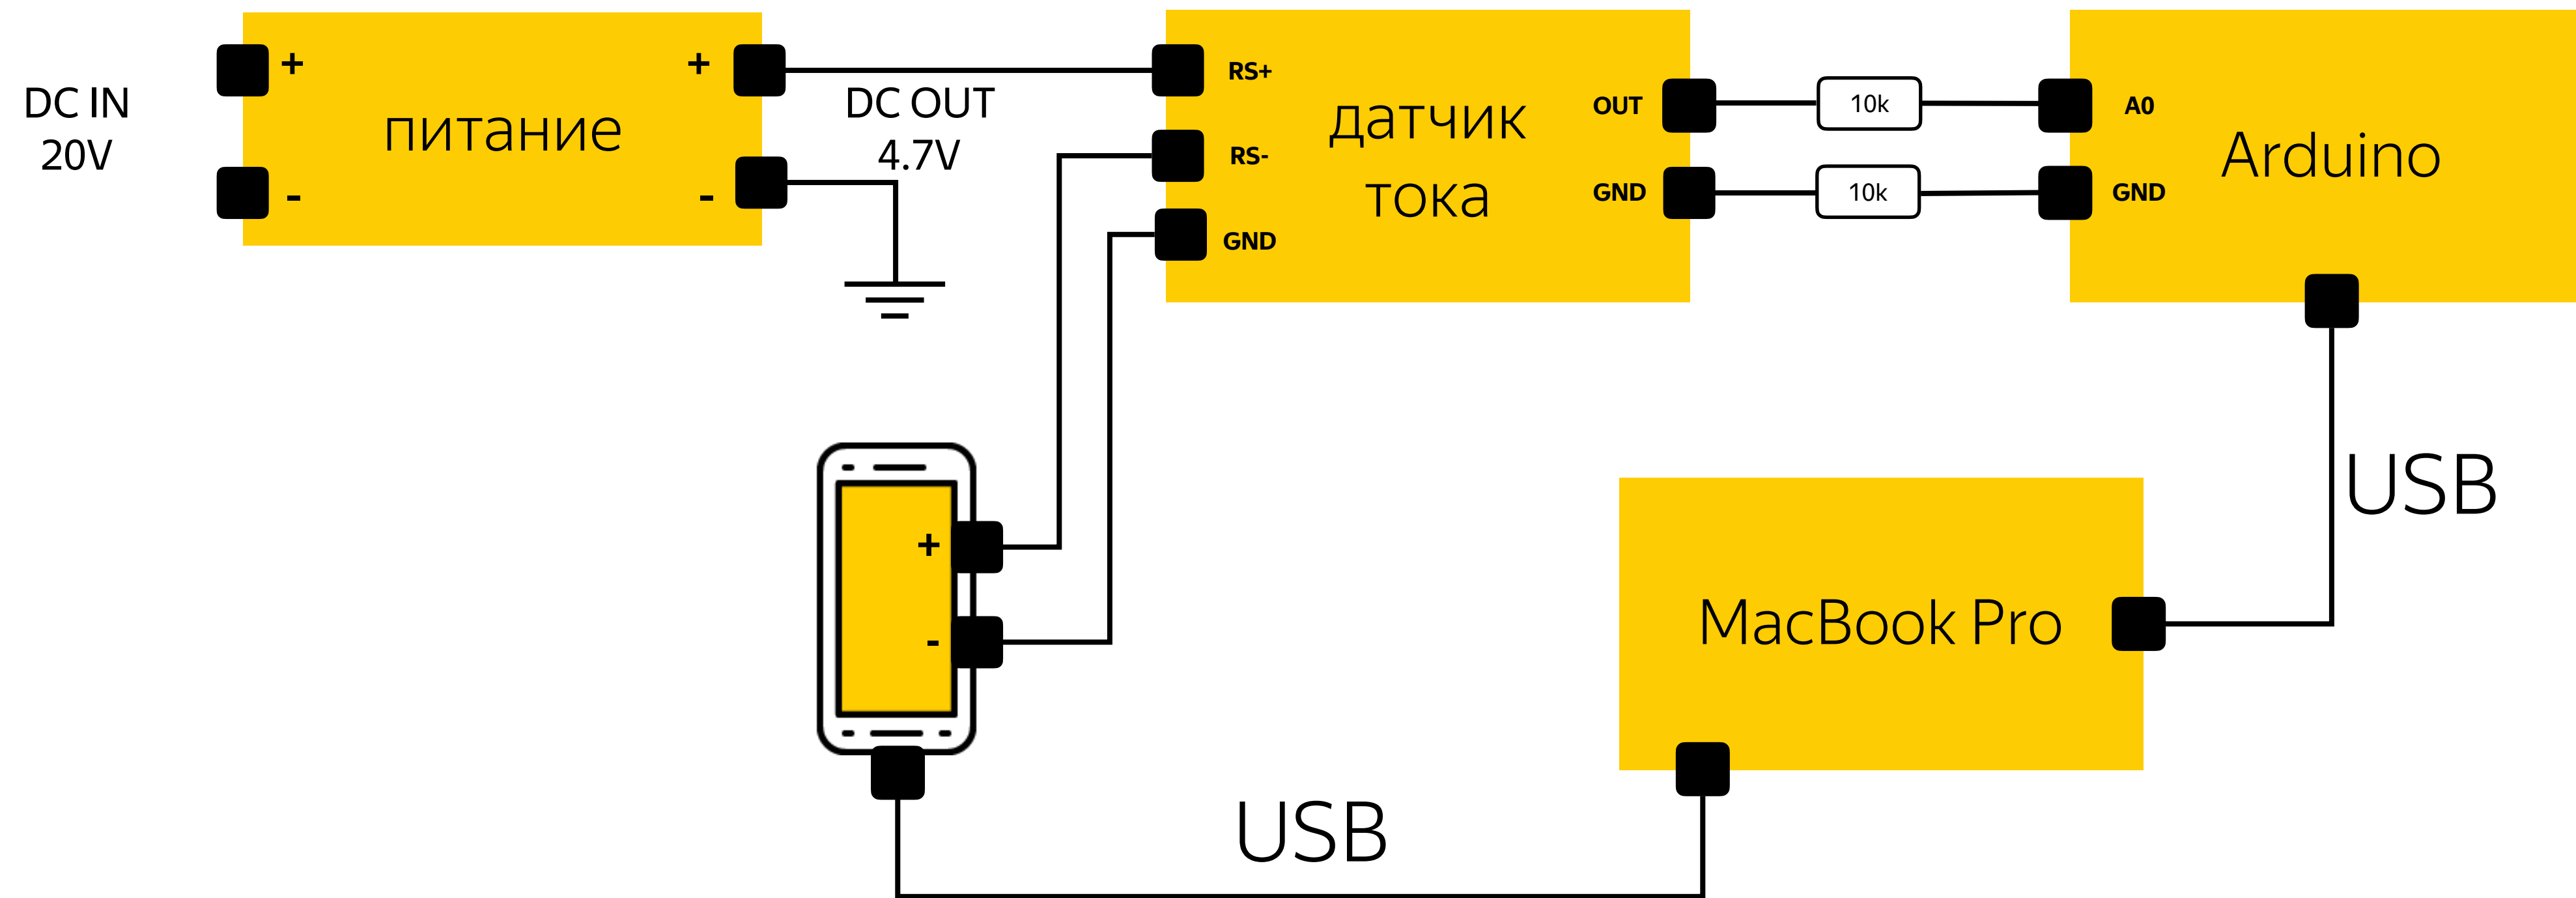 DC IN
20V
+
-
питание
+
-
DC OUT
4.7V
RS+
RS-
GND
датчик
тока
OUT
GND
10k
10k
A0
GND
Arduino
USB
+
-
MacBook Pro
USB